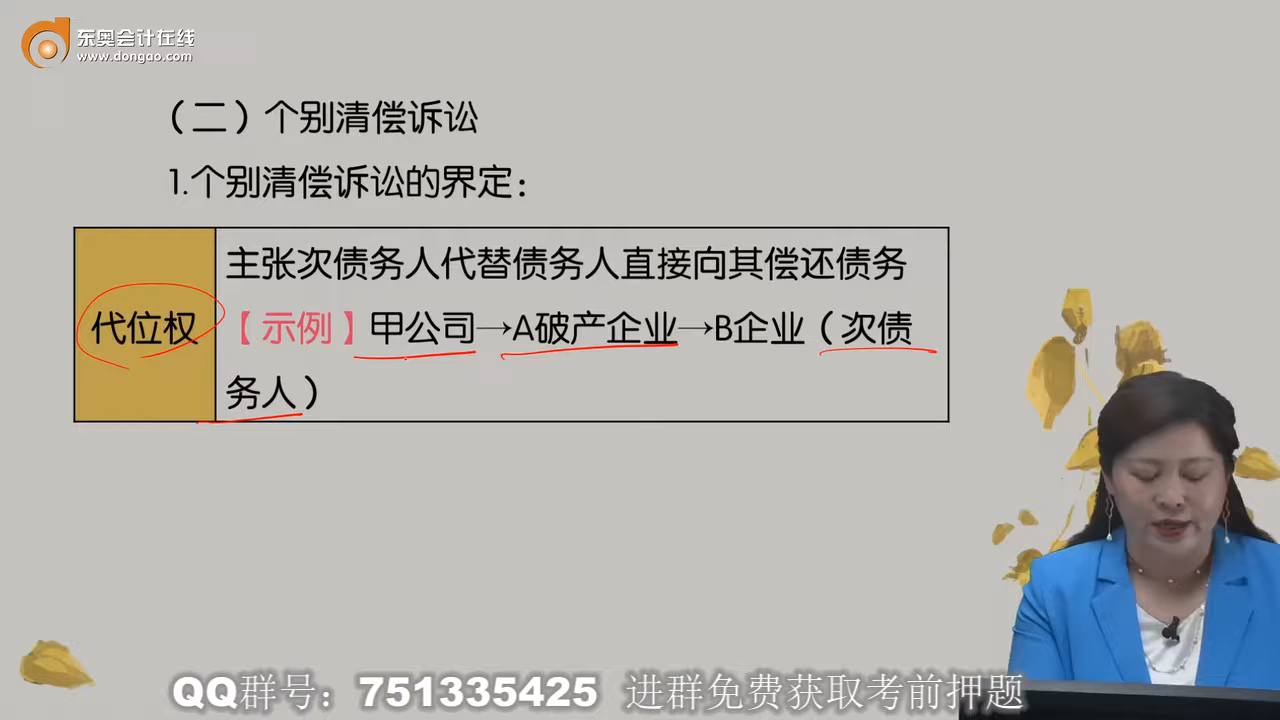 东奥会计在线
www.dongao.com
（二）个别清偿诉讼
1.个别清偿诉讼的界定：
代位权
主张次债务人代替债务人直接向其偿还债务
【示例】甲公司→A破产企业→B企业（次债
务人）
QQ群号：751335425 进群免费获取考前押题